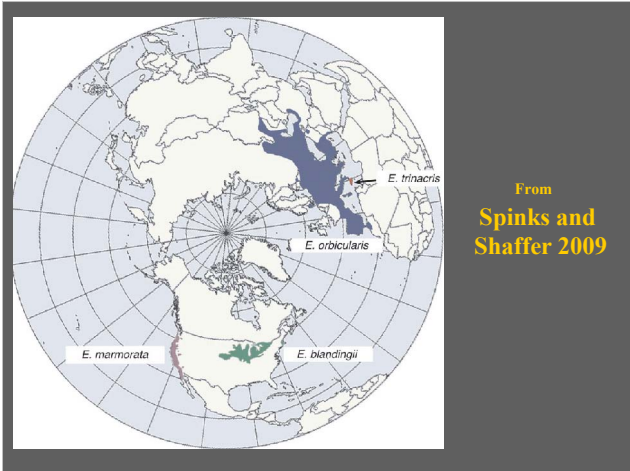 E. trinacris
E. orbicularis
E. marmorata
E. blandingii
From
Spinks and
Shaffer 2009